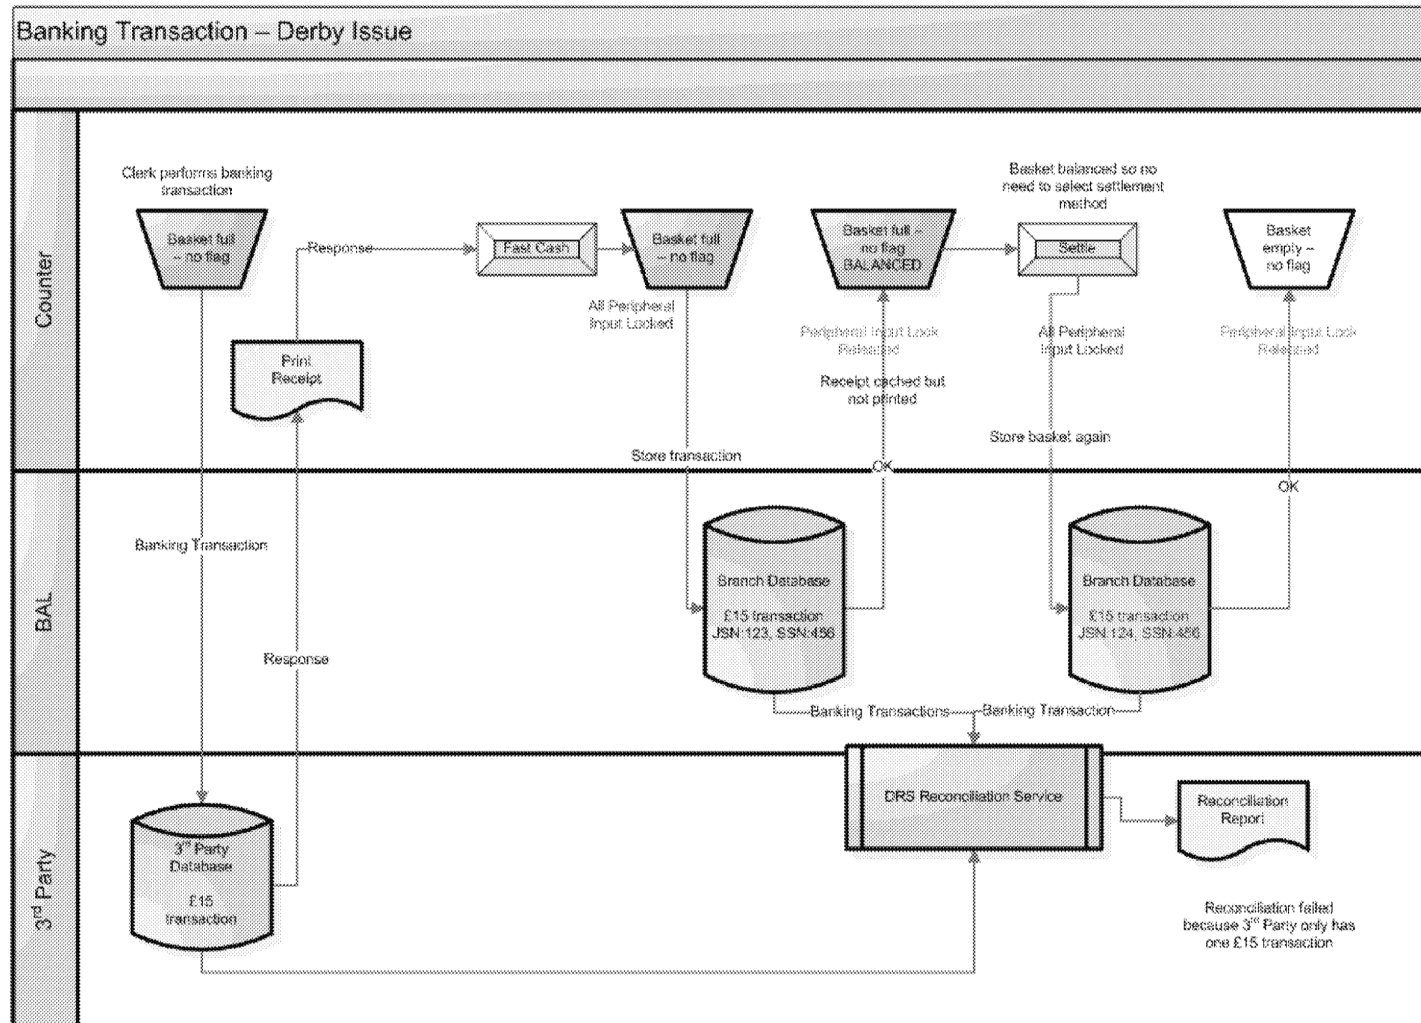 Banking Transaction – Derby Issue
Counter
Clerk performs banking
transaction
Basket full
– no flag
Response
Fast Cash
Basket full
– no flag
All Peripheral
Input Locked
Basket full –
no flag
BALANCED
Basket balanced so no
need to select settlement
method
Settle
Basket
empty –
no flag
Print
Receipt
Peripheral Input Lock
Released
Receipt cached but
not printed
All Peripheral
Input Locked
Peripheral Input Lock
Released
Store transaction
OK
Store basket again
OK
BAL
Banking Transaction
Response
Branch Database
£15 transaction
JSN:123, SSN:456
Branch Database
£15 transaction
JSN:124, SSN:456
Banking Transactions
Banking Transaction
3rd Party
3rd Party
Database
£15
transaction
DRS Reconciliation Service
Reconciliation
Report
Reconciliation failed
because 3rd Party only has
one £15 transaction